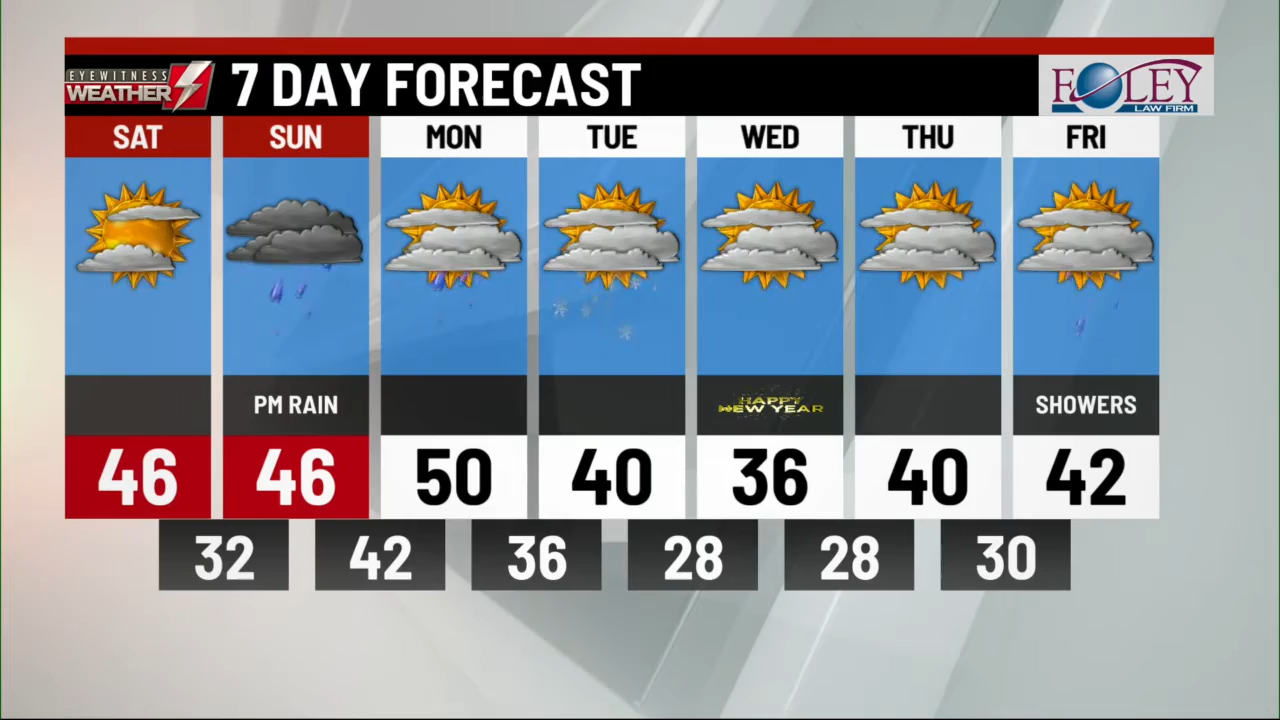 EYEWITNESS
WEATHER
7 DAY FORECAST
FOLEY
LAW FIRM
SAT SUN MON TUE WED THU FRI
PM RAIN HAPPY SHOWERS
NEW YEAR
46 46 50 40 36 40 42
32 42 36 28 28 30